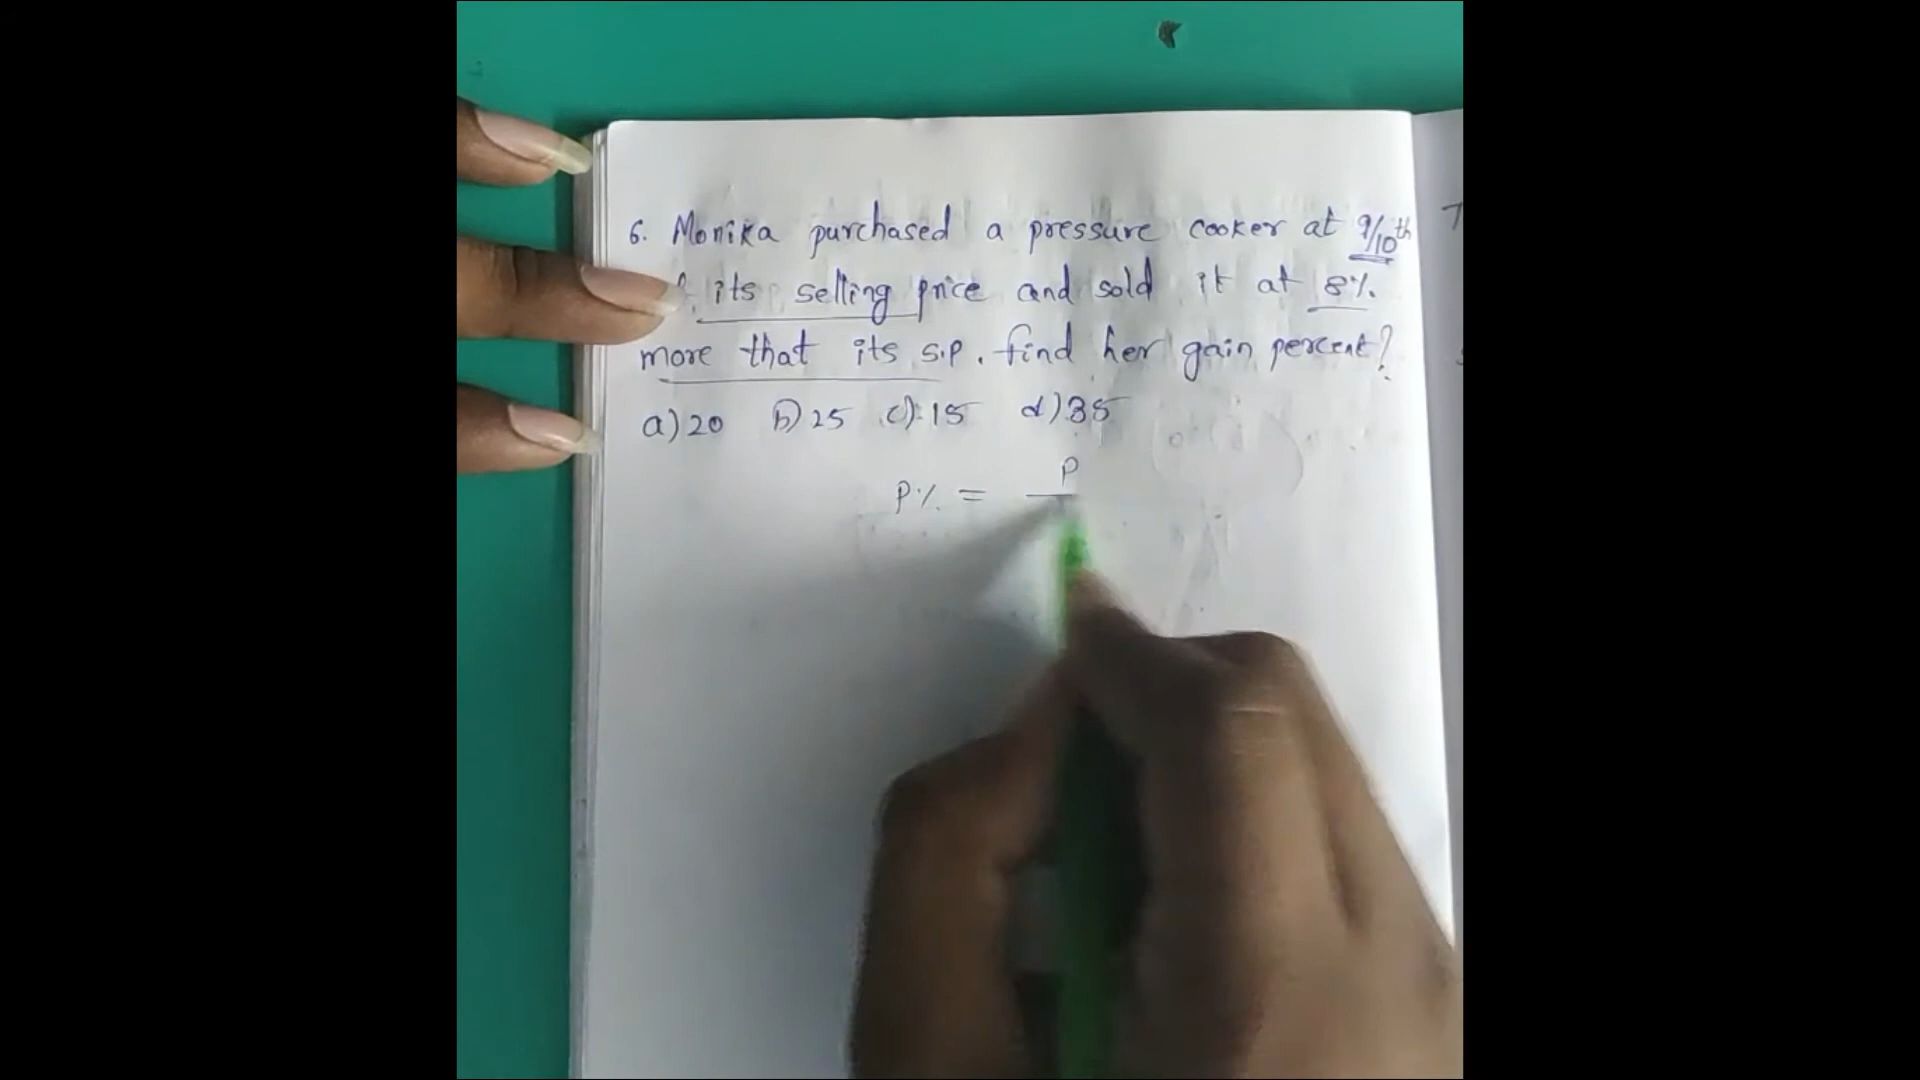 6. Monika purchased a pressure cooker at 9/10th
its selling price and sold it at 8%
more that its s.p. find her gain percent?
a) 20 b) 25 c) 15 d) 35
P% = P